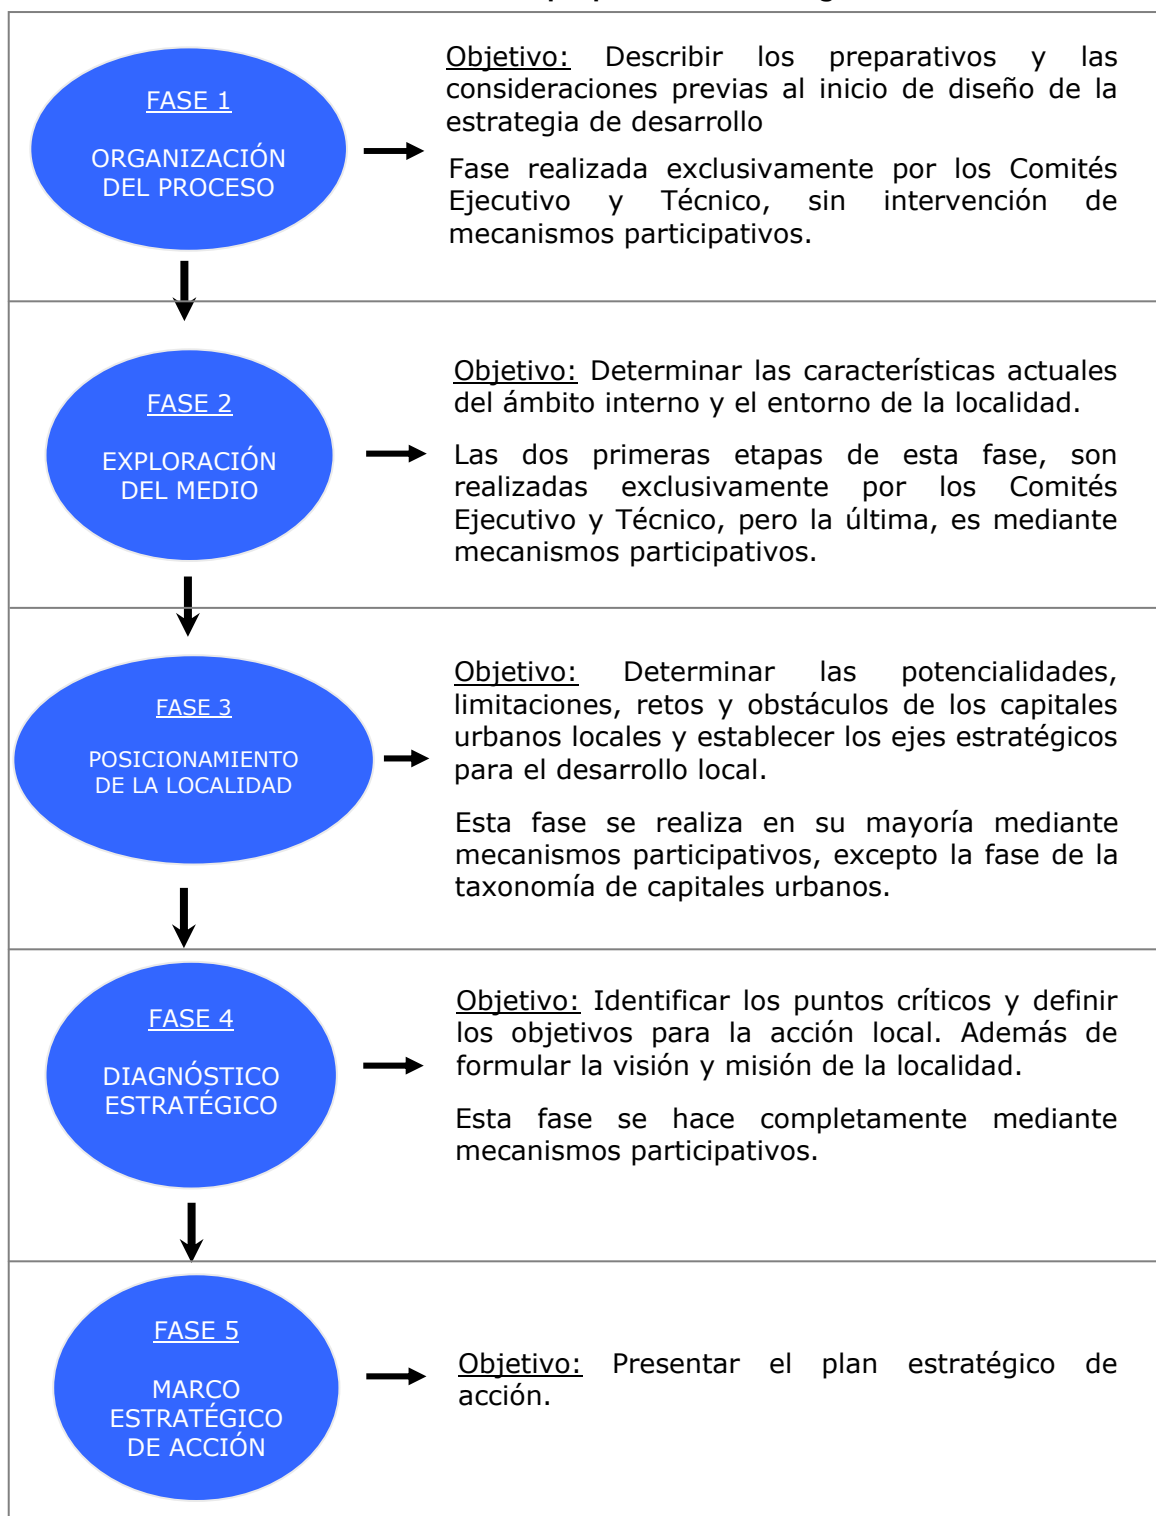 FASE 1
ORGANIZACIÓN
DEL PROCESO
Objetivo: Describir los preparativos y las
consideraciones previas al inicio de diseño de la
estrategia de desarrollo
Fase realizada exclusivamente por los Comités
Ejecutivo y Técnico, sin intervención de
mecanismos participativos.
FASE 2
EXPLORACIÓN
DEL MEDIO
Objetivo: Determinar las características actuales
del ámbito interno y el entorno de la localidad.
Las dos primeras etapas de esta fase, son
realizadas exclusivamente por los Comités
Ejecutivo y Técnico, pero la última, es mediante
mecanismos participativos.
FASE 3
POSICIONAMIENTO
DE LA LOCALIDAD
Objetivo: Determinar las potencialidades,
limitaciones, retos y obstáculos de los capitales
urbanos locales y establecer los ejes estratégicos
para el desarrollo local.
Esta fase se realiza en su mayoría mediante
mecanismos participativos, excepto la fase de la
taxonomía de capitales urbanos.
FASE 4
DIAGNÓSTICO
ESTRATÉGICO
Objetivo: Identificar los puntos críticos y definir
los objetivos para la acción local. Además de
formular la visión y misión de la localidad.
Esta fase se hace completamente mediante
mecanismos participativos.
FASE 5
MARCO
ESTRATÉGICO
DE ACCIÓN
Objetivo: Presentar el plan estratégico de
acción.